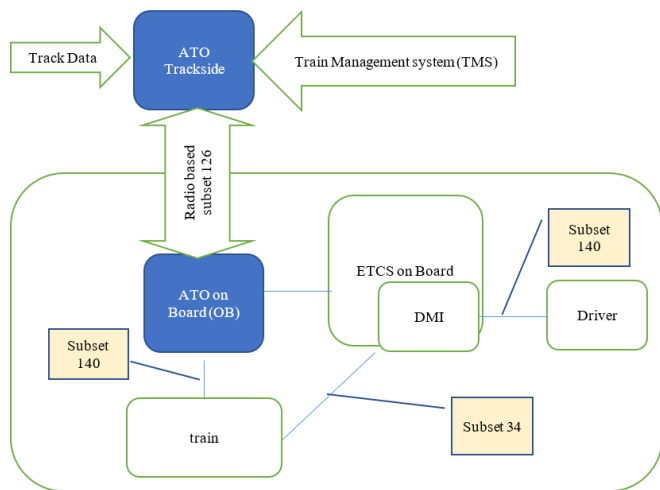 ATO
Trackside
Track Data
Train Management system (TMS)
Radio based
subset 126
Subset
140
ETCS on Board
ATO on
Board (OB)
DMI
Driver
Subset
140
train
Subset 34